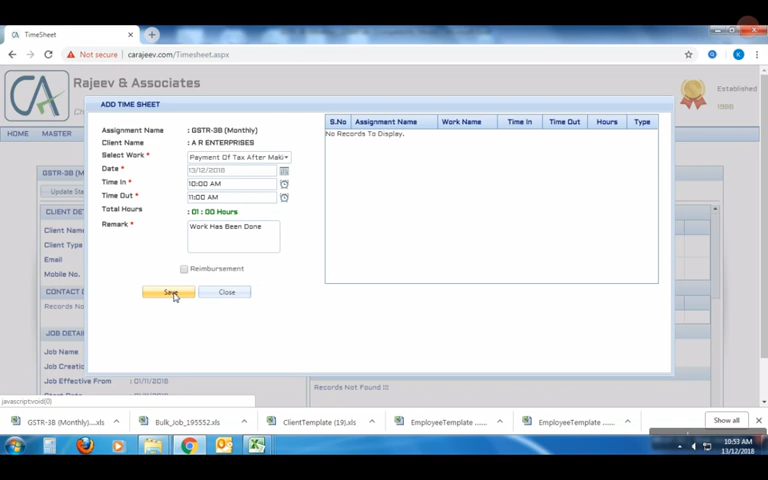 TimeSheet
Not secure carajeev.com/Timesheet.aspx
CA
Rajeev & Associates
Established
HOME MASTER
ADD TIME SHEET
Assignment Name : GSTR-3B (Monthly)
Client Name : A R ENTERPRISES
Select Work * Payment Of Tax After Maki
Date * 13/12/2018
Time In * 10:00 AM
Time Out * 11:00 AM
Total Hours : 01 : 00 Hours
Remark * Work Has Been Done
Reimbursement
Save Close
S.No Assignment Name Work Name Time In Time Out Hours Type
No Records To Display.
GSTR-3B (M
Update Sta
CLIENT DE
Client Name
Client Type
Email
Mobile No.
CONTACT D
Records No
JOB DETAI
Job Name
Job Creatio
Job Effective From : 01/11/2018
Records Not Found !!!
javascript:void(0)
GSTR-3B (Monthly)....xls Bulk_Job_195552.xls ClientTemplate (19).xls EmployeeTemplate ....xls EmployeeTemplate ....xls Show all
10:53 AM
13/12/2018